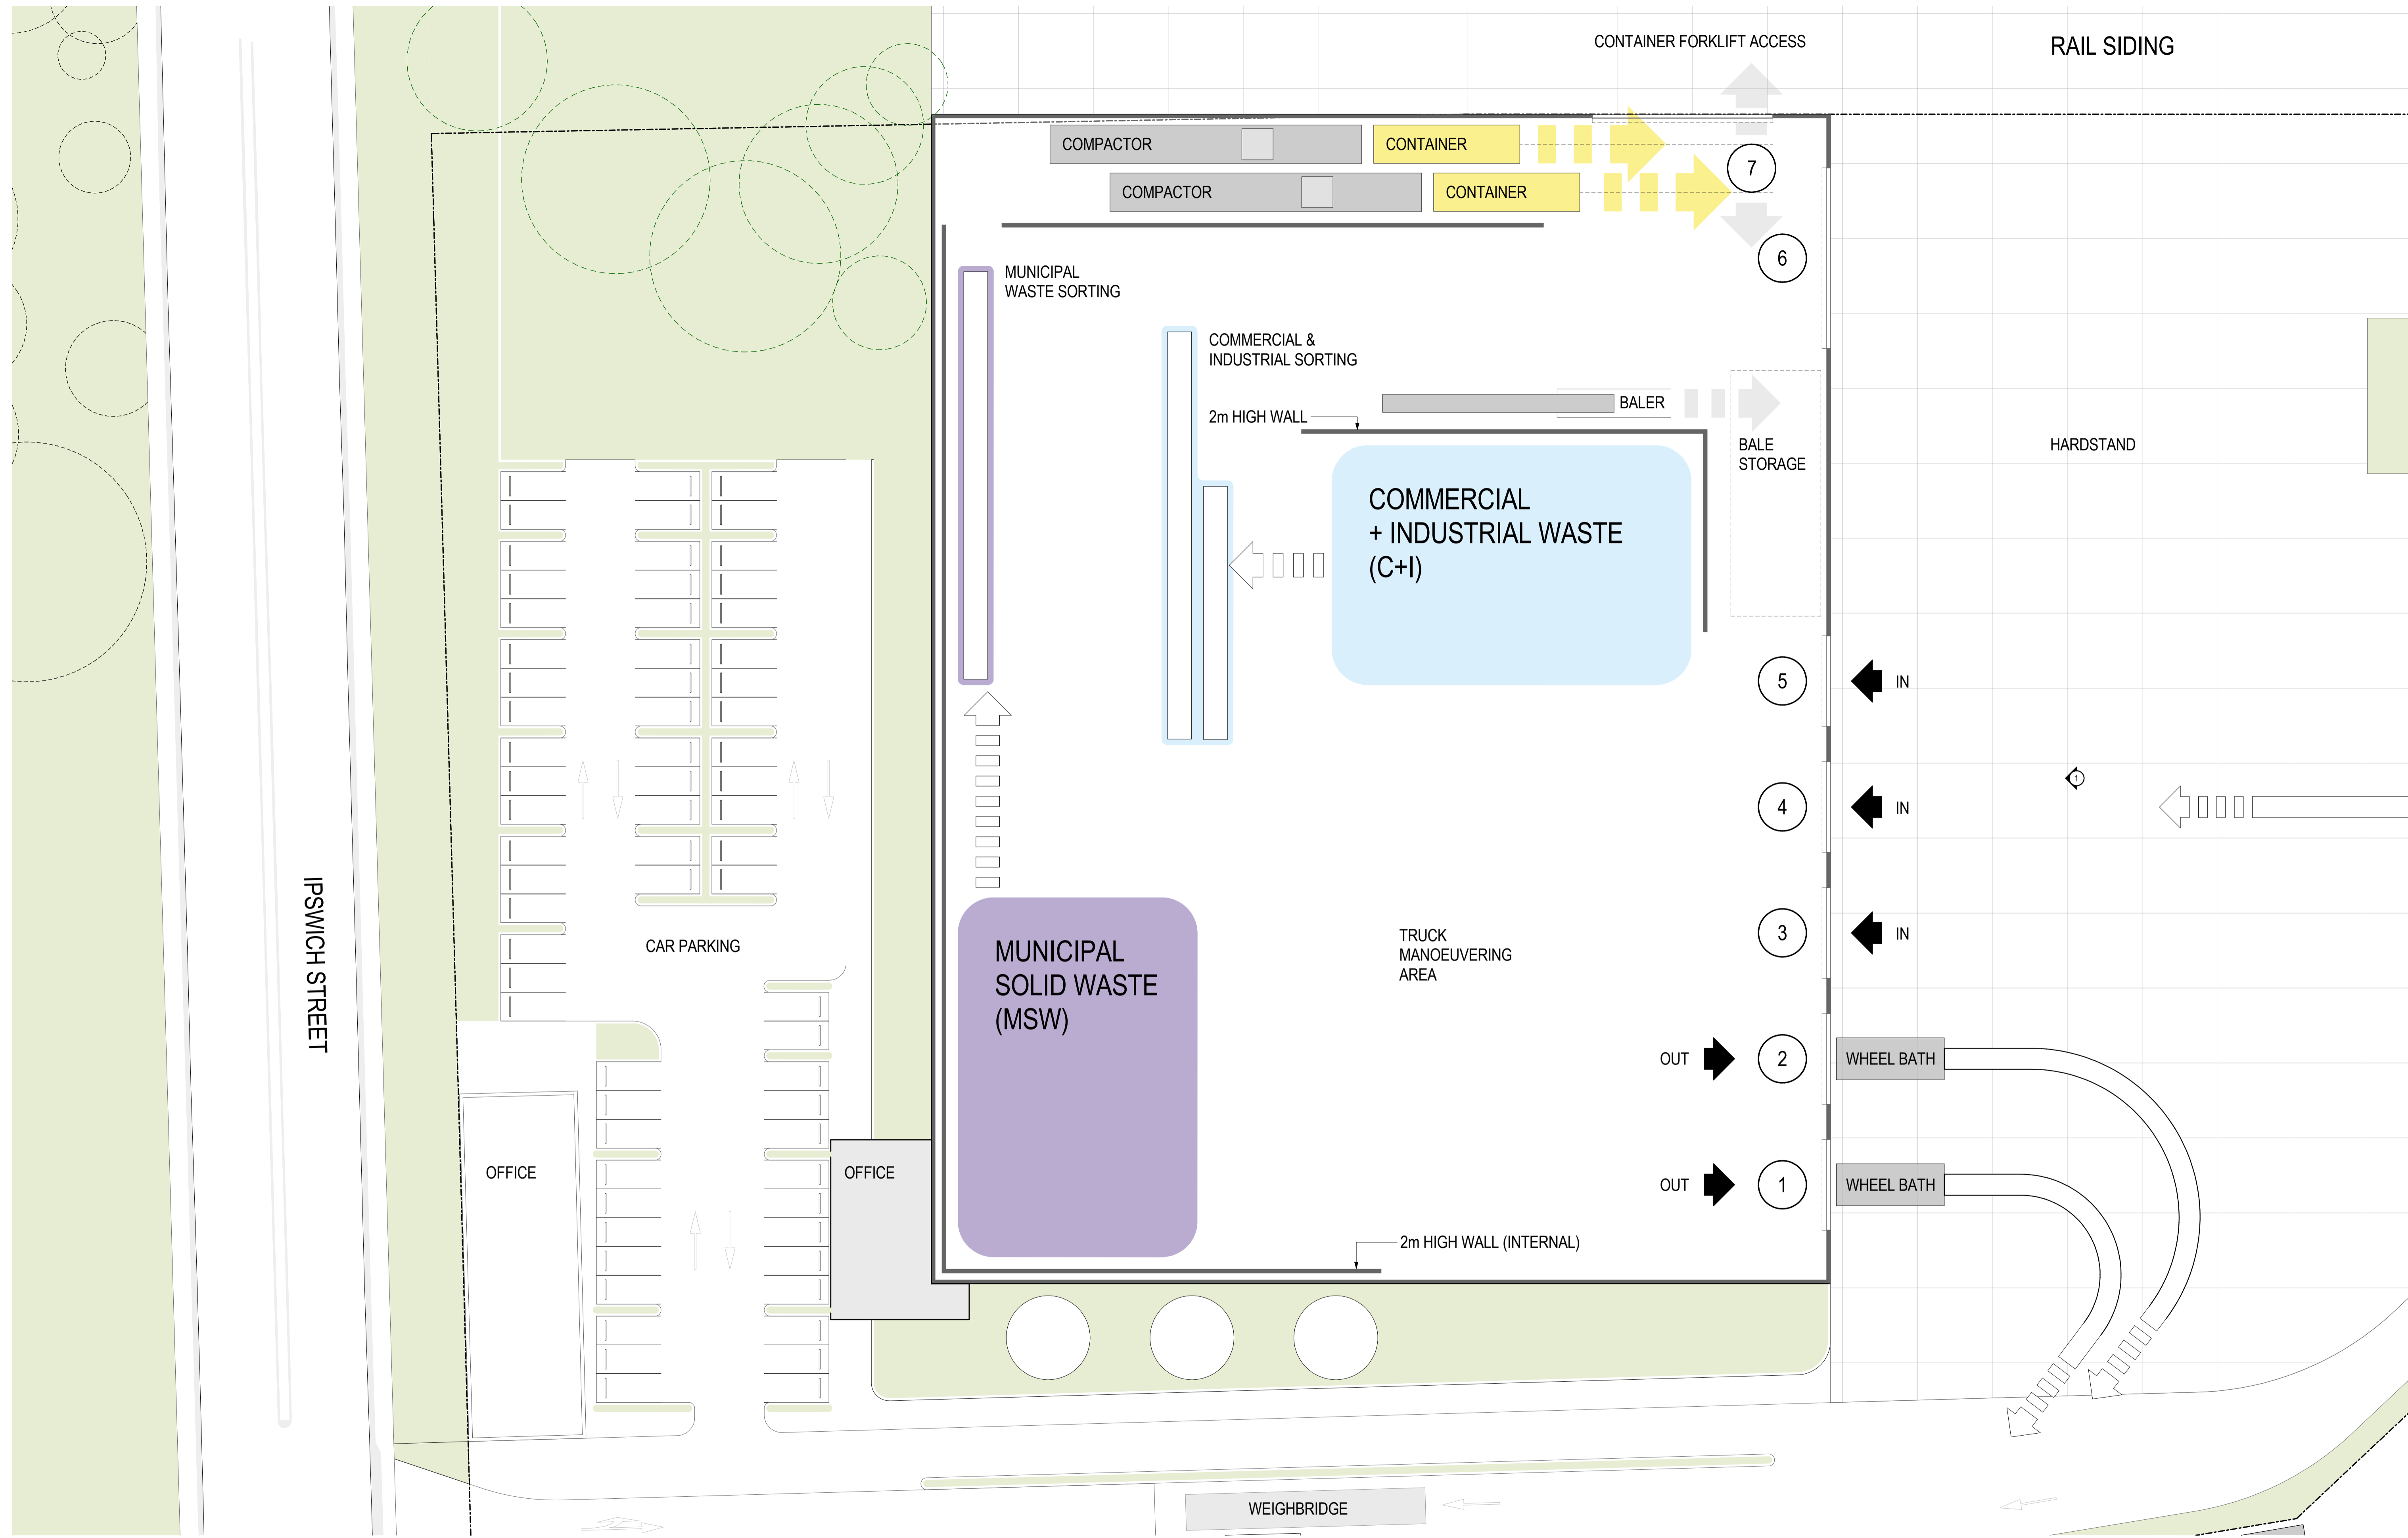 CONTAINER FORKLIFT ACCESS
RAIL SIDING
COMPACTOR
CONTAINER
7
COMPACTOR
CONTAINER
6
MUNICIPAL
WASTE SORTING
COMMERCIAL &
INDUSTRIAL SORTING
2m HIGH WALL
BALER
BALE
STORAGE
HARDSTAND
COMMERCIAL
+ INDUSTRIAL WASTE
(C+I)
5
IN
1
4
IN
IPSWICH STREET
CAR PARKING
MUNICIPAL
SOLID WASTE
(MSW)
TRUCK
MANOEUVERING
AREA
3
IN
OUT
2
WHEEL BATH
OFFICE
OFFICE
OUT
1
WHEEL BATH
2m HIGH WALL (INTERNAL)
WEIGHBRIDGE